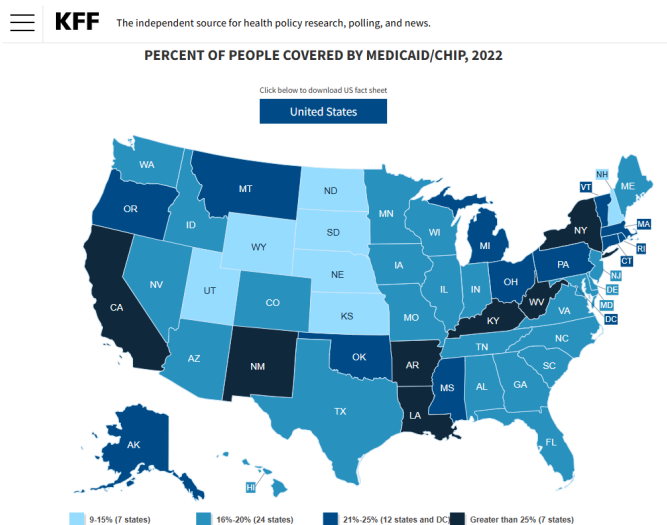 KFF
The independent source for health policy research, polling, and news.
PERCENT OF PEOPLE COVERED BY MEDICAID/CHIP, 2022
Click below to download US fact sheet
United States
WA
MT
ND
MN
OR
ID
SD
WI
MI
WY
NE
IA
NV
UT
CO
KS
IL
IN
OH
PA
NY
VT
NH
ME
MA
RI
CT
NJ
DE
MD
DC
CA
MO
KY
WV
VA
AZ
NM
OK
AR
TN
NC
SC
TX
LA
MS
AL
GA
FL
AK
HI
9-15% (7 states)
16%-20% (24 states)
21%-25% (12 states and DC)
Greater than 25% (7 states)